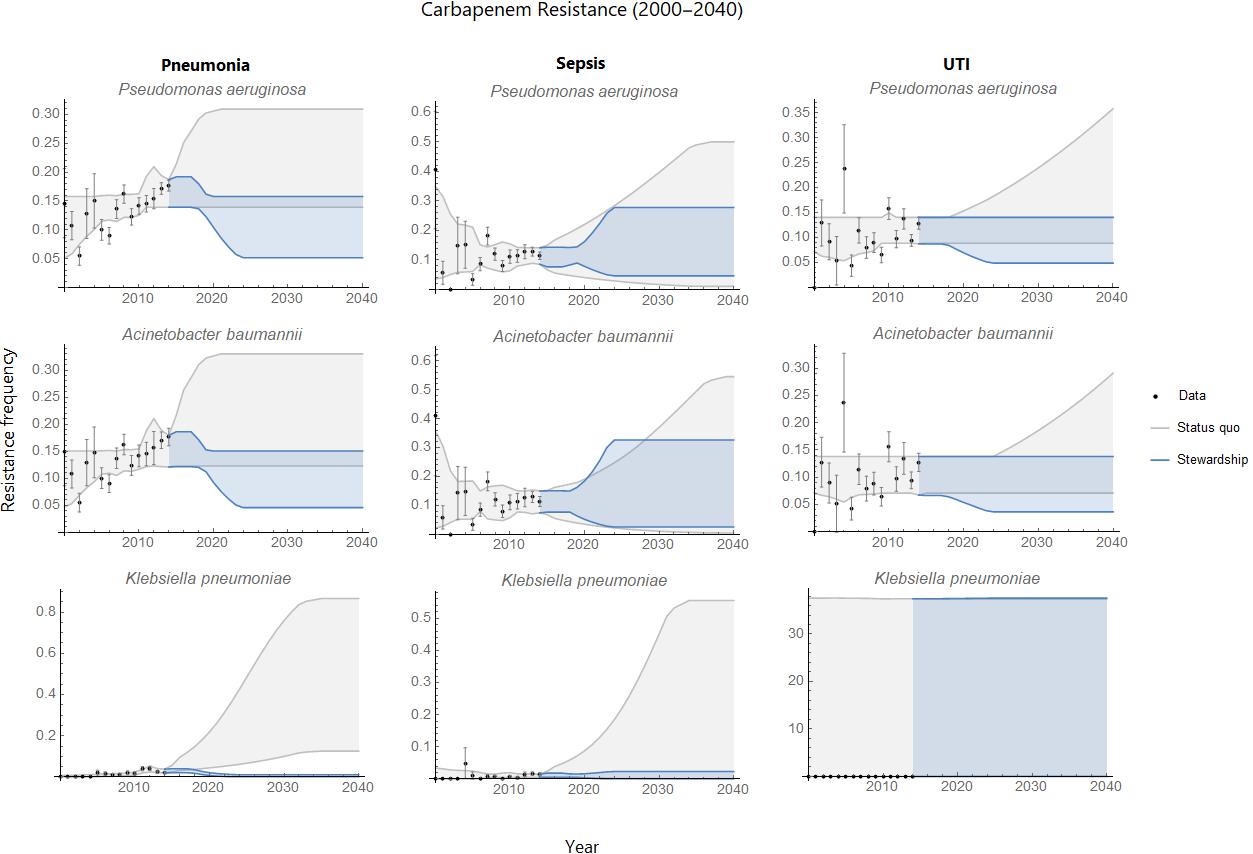 Carbapenem Resistance (2000–2040)
Pneumonia
Sepsis
UTI
Pseudomonas aeruginosa
Pseudomonas aeruginosa
Pseudomonas aeruginosa
0.30
0.25
0.20
0.15
0.10
0.05
2010 2020 2030 2040
0.6
0.5
0.4
0.3
0.2
0.1
2010 2020 2030 2040
0.35
0.30
0.25
0.20
0.15
0.10
0.05
2010 2020 2030 2040
Acinetobacter baumannii
Acinetobacter baumannii
Acinetobacter baumannii
Resistance frequency
0.30
0.25
0.20
0.15
0.10
0.05
2010 2020 2030 2040
0.6
0.5
0.4
0.3
0.2
0.1
2010 2020 2030 2040
0.30
0.25
0.20
0.15
0.10
0.05
2010 2020 2030 2040
Data
Status quo
Stewardship
Klebsiella pneumoniae
Klebsiella pneumoniae
Klebsiella pneumoniae
0.8
0.6
0.4
0.2
2010 2020 2030 2040
0.5
0.4
0.3
0.2
0.1
2010 2020 2030 2040
30
20
10
2010 2020 2030 2040
Year